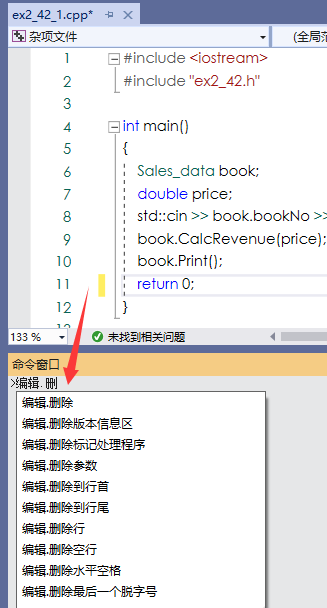 ex2_42_1.cpp*
杂项文件
(全局范
1 #include <iostream>
2 #include "ex2_42.h"
3
4 int main()
5 {
6 Sales_data book;
7 double price;
8 std::cin >> book.bookNo >>
9 book.CalcRevenue(price);
10 book.Print();
11 return 0;
12 }
133 % 未找到相关问题
命令窗口
>编辑. 删
编辑.删除
编辑.删除版本信息区
编辑.删除标记处理程序
编辑.删除参数
编辑.删除到行首
编辑.删除到行尾
编辑.删除行
编辑.删除空行
编辑.删除水平空格
编辑.删除最后一个脱字号